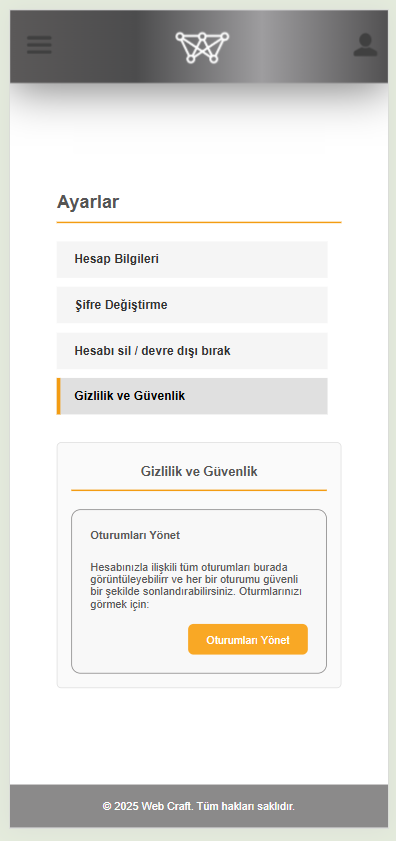 Ayarlar
Hesap Bilgileri
Şifre Değiştirme
Hesabı sil / devre dışı bırak
Gizlilik ve Güvenlik
Gizlilik ve Güvenlik
Oturumları Yönet
Hesabınızla ilişkili tüm oturumları burada
görüntüleyebilirr ve her bir oturumu güvenli
bir şekilde sonlandırabilirsiniz. Oturmlarınızı
görmek için:
Oturumları Yönet
© 2025 Web Craft. Tüm hakları saklıdır.